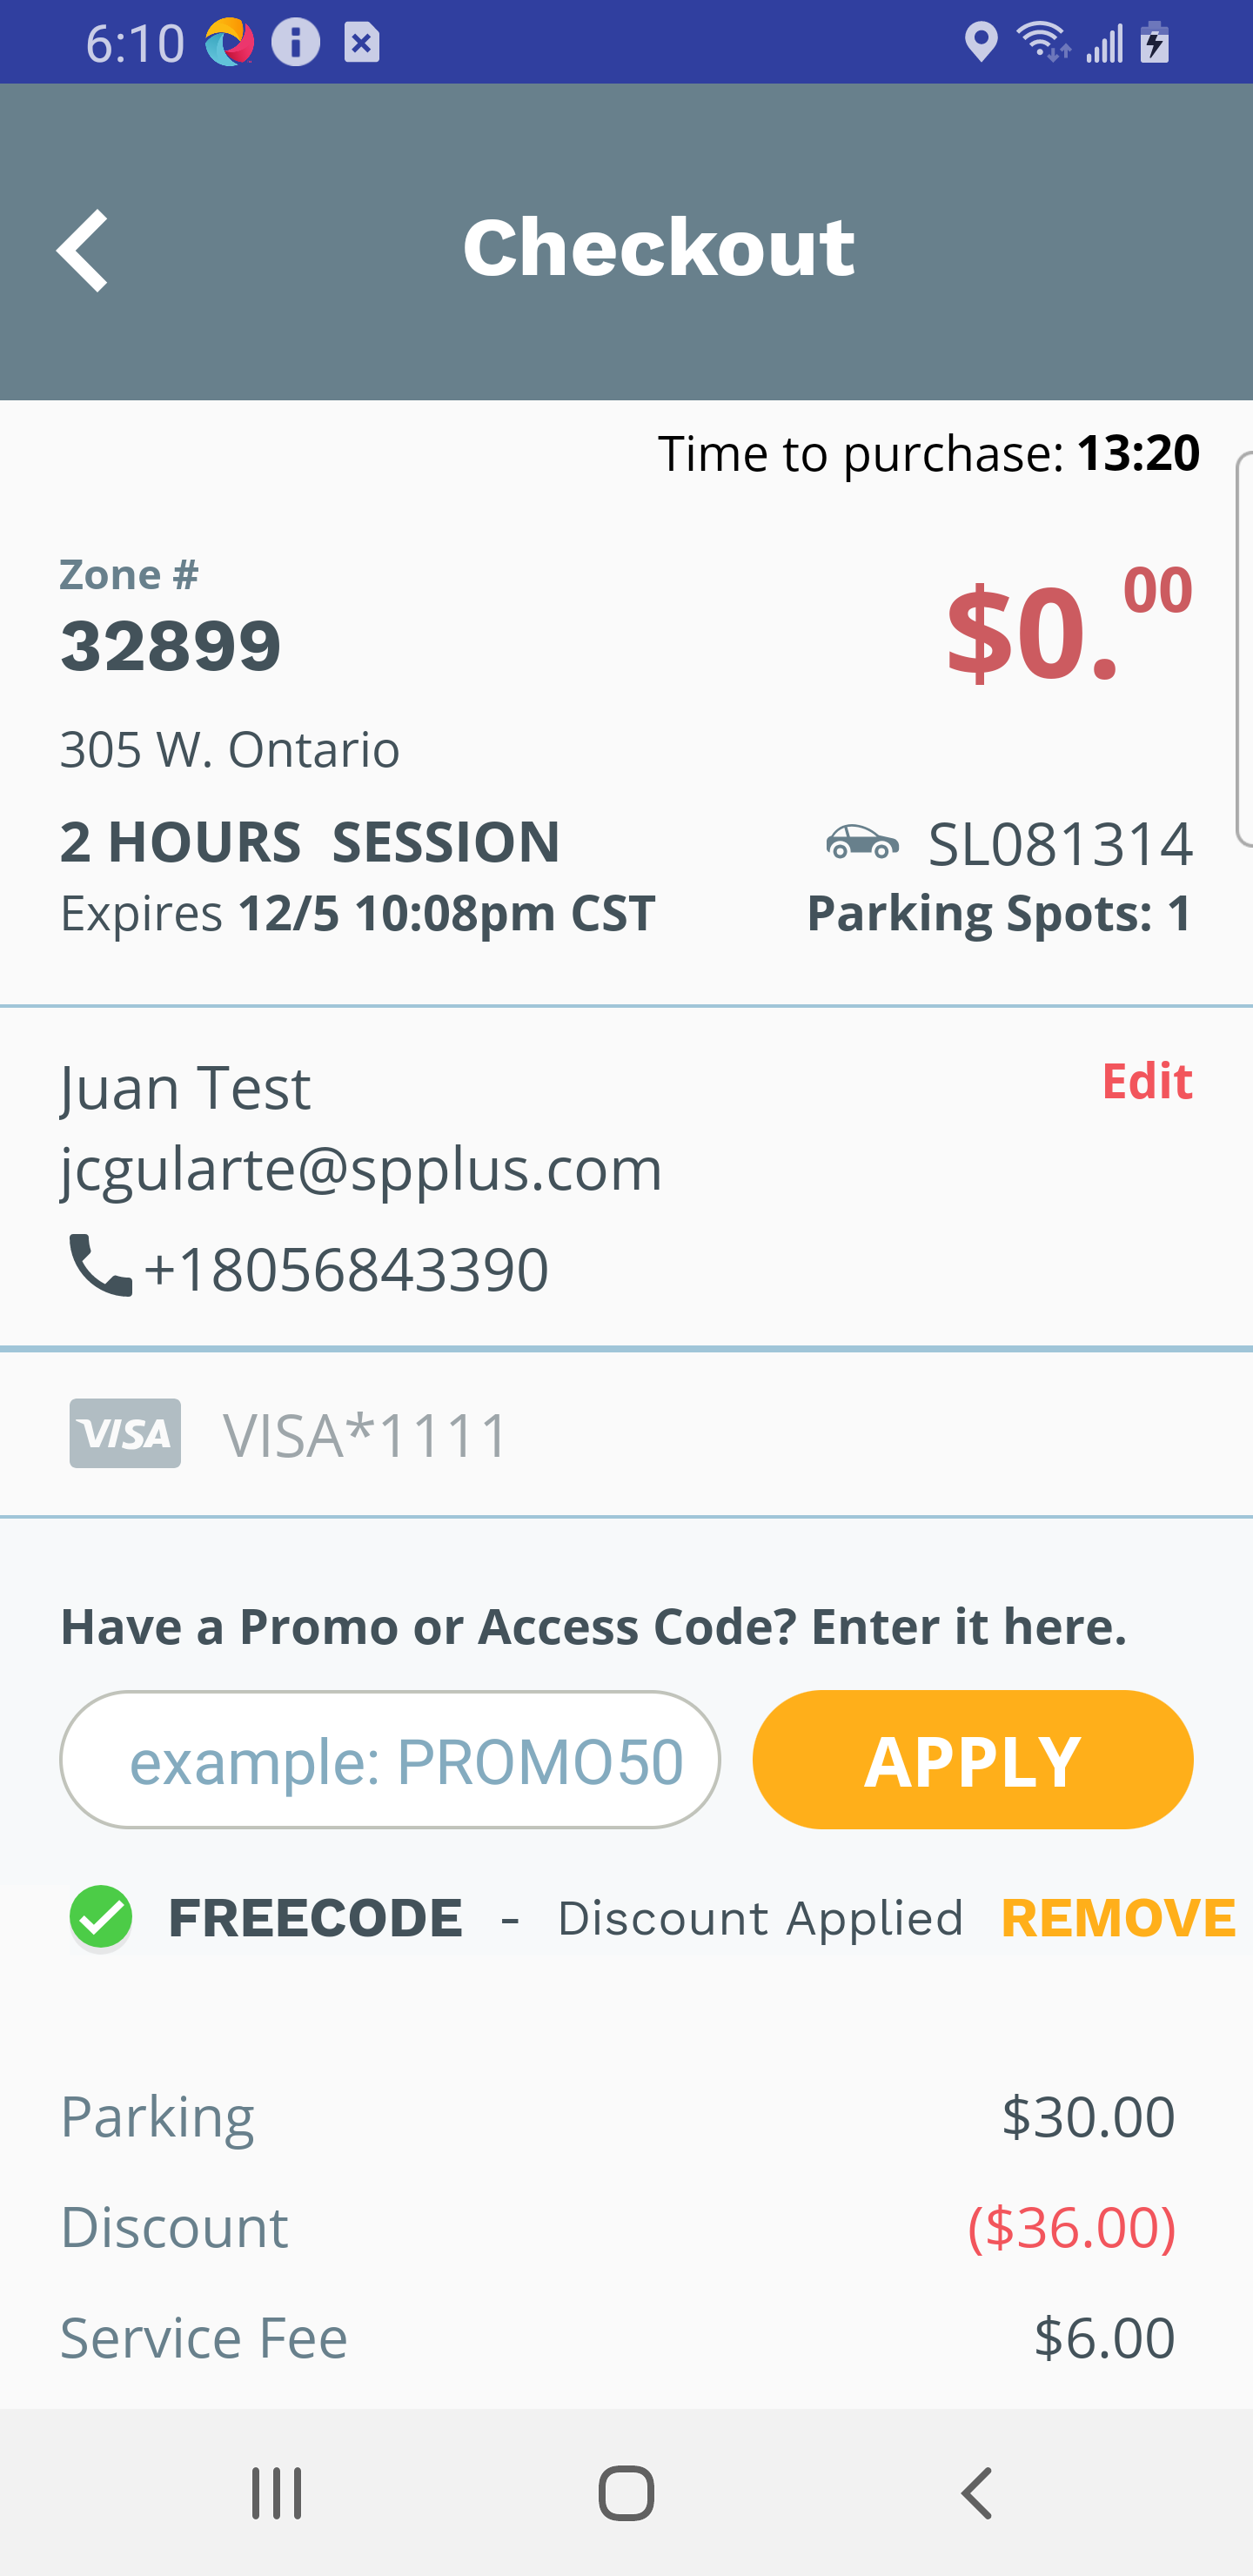 6:10
Checkout
Time to purchase: 13:20
Zone #
32899
$0.00
305 W. Ontario
2 HOURS SESSION
SL081314
Expires 12/5 10:08pm CST
Parking Spots: 1
Juan Test
Edit
jcgularte@spplus.com
+18056843390
VISA VISA*1111
Have a Promo or Access Code? Enter it here.
example: PROMO50
APPLY
FREECODE - Discount Applied REMOVE
Parking $30.00
Discount ($36.00)
Service Fee $6.00